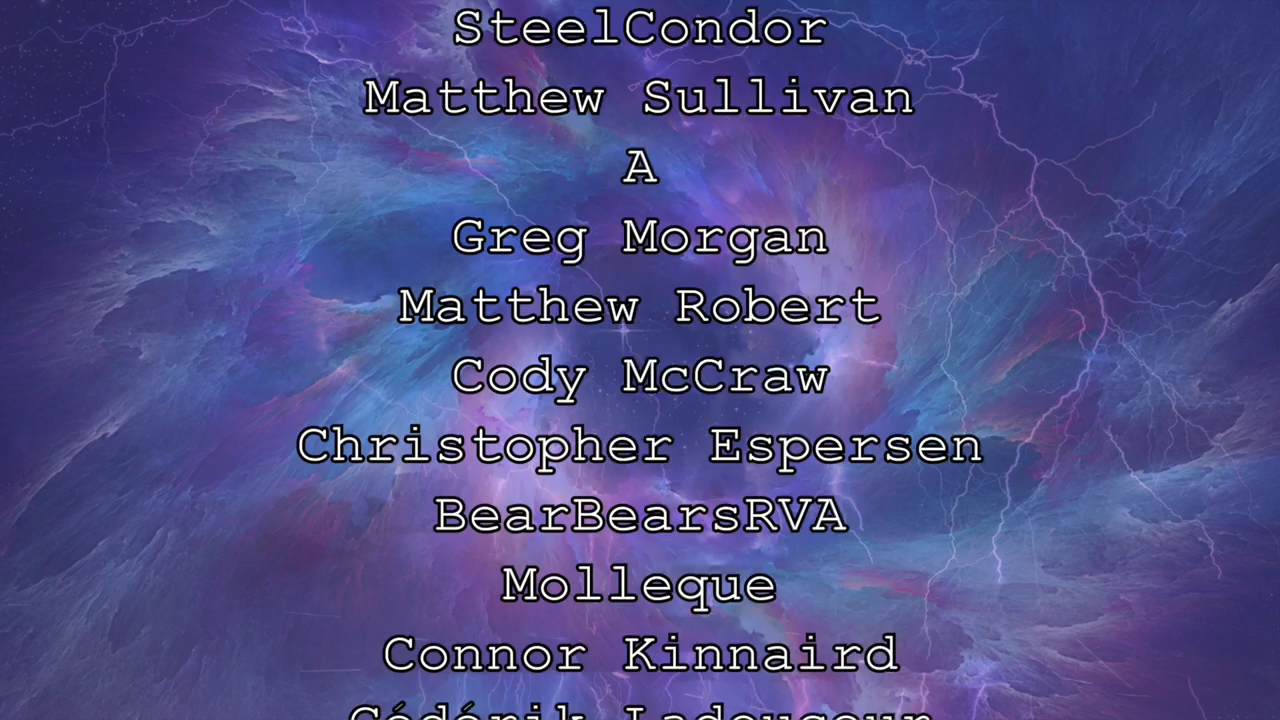 SteelCondor
Matthew Sullivan
A
Greg Morgan
Matthew Robert
Cody McCraw
Christopher Espersen
BearBearsRVA
Molleque
Connor Kinnaird